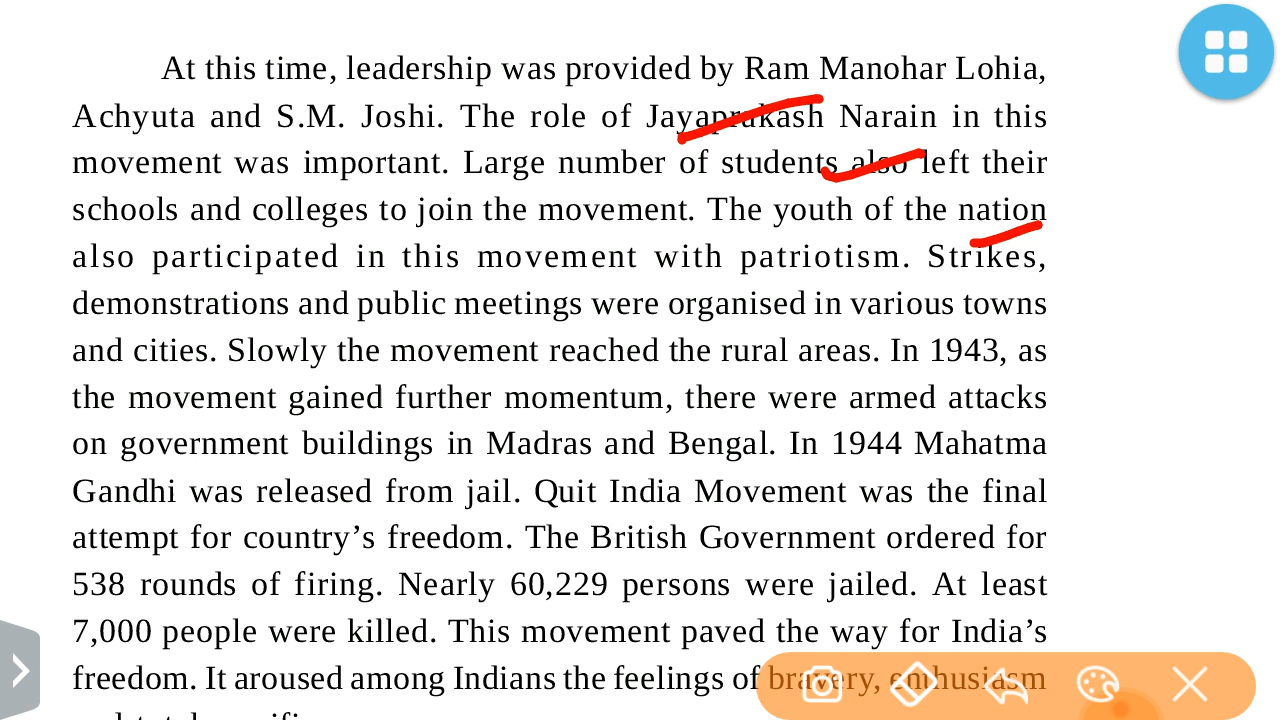 At this time, leadership was provided by Ram Manohar Lohia,
Achyuta and S.M. Joshi. The role of Jayaprakash Narain in this
movement was important. Large number of students also left their
schools and colleges to join the movement. The youth of the nation
also participated in this movement with patriotism. Strikes,
demonstrations and public meetings were organised in various towns
and cities. Slowly the movement reached the rural areas. In 1943, as
the movement gained further momentum, there were armed attacks
on government buildings in Madras and Bengal. In 1944 Mahatma
Gandhi was released from jail. Quit India Movement was the final
attempt for country’s freedom. The British Government ordered for
538 rounds of firing. Nearly 60,229 persons were jailed. At least
7,000 people were killed. This movement paved the way for India’s
freedom. It aroused among Indians the feelings of bravery, enthusiasm